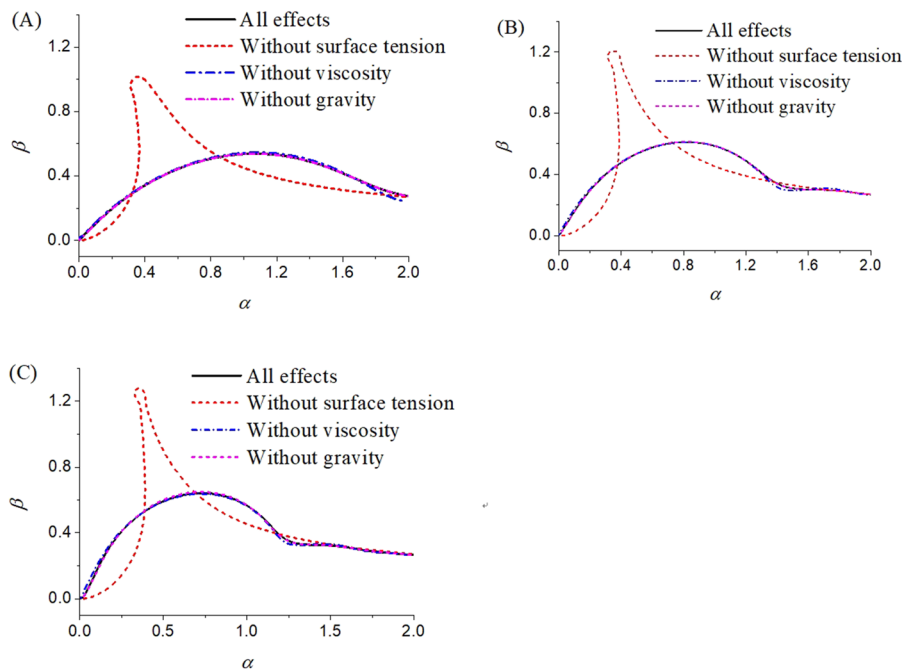 (A)
All effects
Without surface tension
Without viscosity
Without gravity
1.2
0.8
0.4
0.0
β
0.0 0.4 0.8 1.2 1.6 2.0
α
(B)
All effects
Without surface tension
Without viscosity
Without gravity
1.2
0.8
0.4
0.0
β
0.0 0.4 0.8 1.2 1.6 2.0
α
(C)
All effects
Without surface tension
Without viscosity
Without gravity
1.2
0.8
0.4
0.0
β
0.0 0.5 1.0 1.5 2.0
α